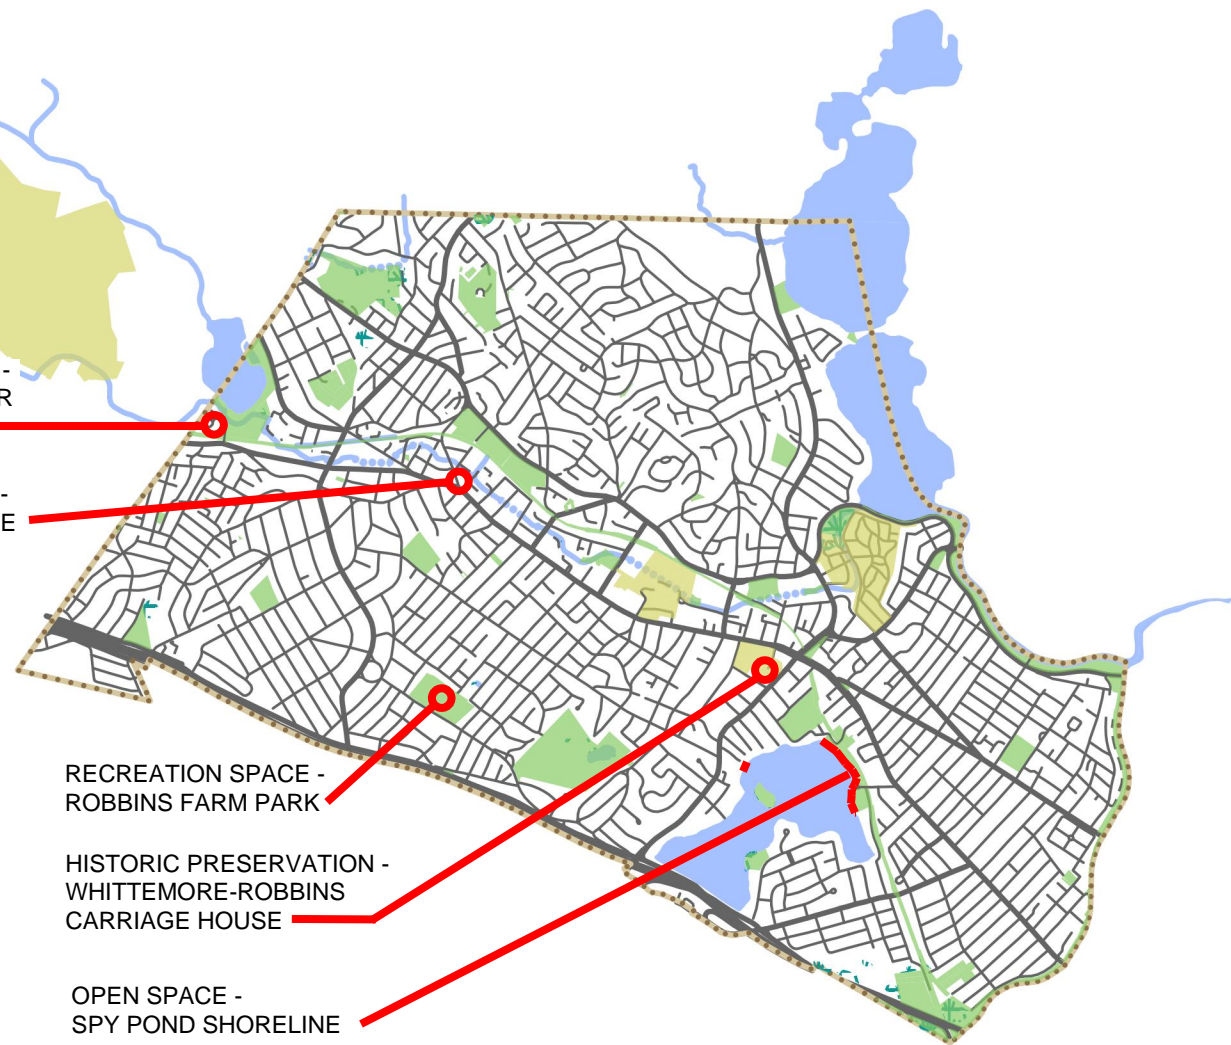 -
R
-
E
RECREATION SPACE -
ROBBINS FARM PARK
HISTORIC PRESERVATION -
WHITTEMORE-ROBBINS
CARRIAGE HOUSE
OPEN SPACE -
SPY POND SHORELINE